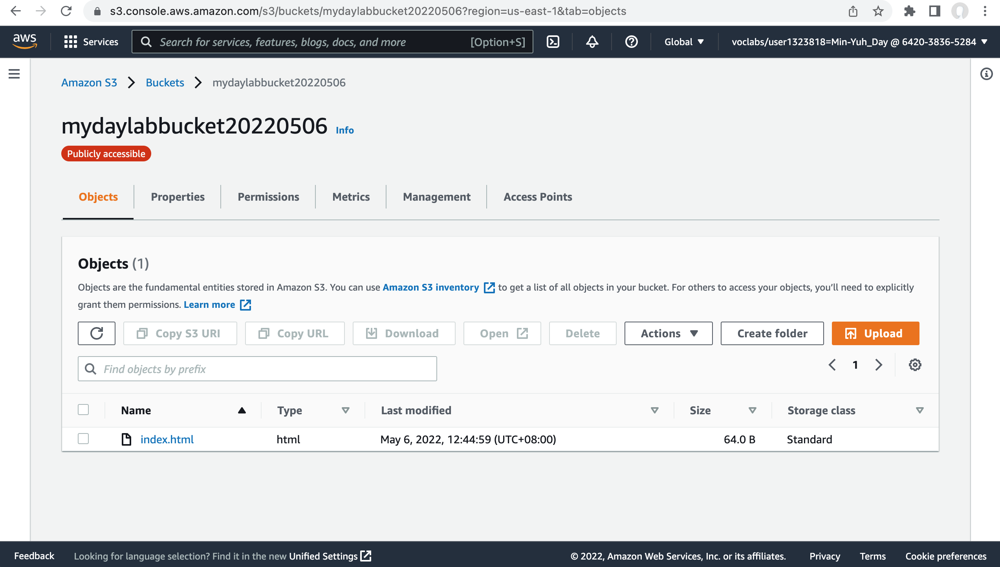 s3.console.aws.amazon.com/s3/buckets/mydaylabbucket20220506?region=us-east-1&tab=objects
aws Services Search for services, features, blogs, docs, and more [Option+S] Global voclabs/user1323818=Min-Yuh_Day @ 6420-3836-5284
Amazon S3 Buckets mydaylabbucket20220506
mydaylabbucket20220506 Info
Publicly accessible
Objects Properties Permissions Metrics Management Access Points
Objects (1)
Objects are the fundamental entities stored in Amazon S3. You can use Amazon S3 inventory to get a list of all objects in your bucket. For others to access your objects, you’ll need to explicitly
grant them permissions. Learn more
Copy S3 URI Copy URL Download Open Delete Actions Create folder Upload
Find objects by prefix 1
Name Type Last modified Size Storage class
index.html html May 6, 2022, 12:44:59 (UTC+08:00) 64.0 B Standard
Feedback Looking for language selection? Find it in the new Unified Settings © 2022, Amazon Web Services, Inc. or its affiliates. Privacy Terms Cookie preferences